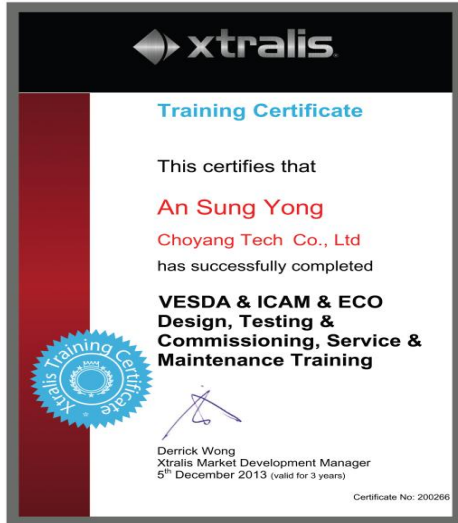 xtralis
Training Certificate
This certifies that
An Sung Yong
Choyang Tech Co., Ltd
has successfully completed
VESDA & ICAM & ECO
Design, Testing &
Commissioning, Service &
Maintenance Training
Xtralis Training Certificate
Derrick Wong
Xtralis Market Development Manager
5th December 2013 (valid for 3 years)
Certificate No: 200266